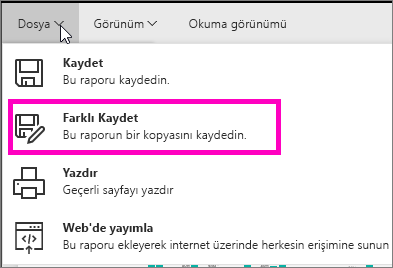 Dosya Görünüm Okuma görünümü
Kaydet
Bu raporu kaydedin.
Farklı Kaydet
Bu raporun bir kopyasını kaydedin.
Yazdır
Geçerli sayfayı yazdır
Web'de yayımla
Bu raporu ekleyerek internet üzerinde herkesin erişimine sunun